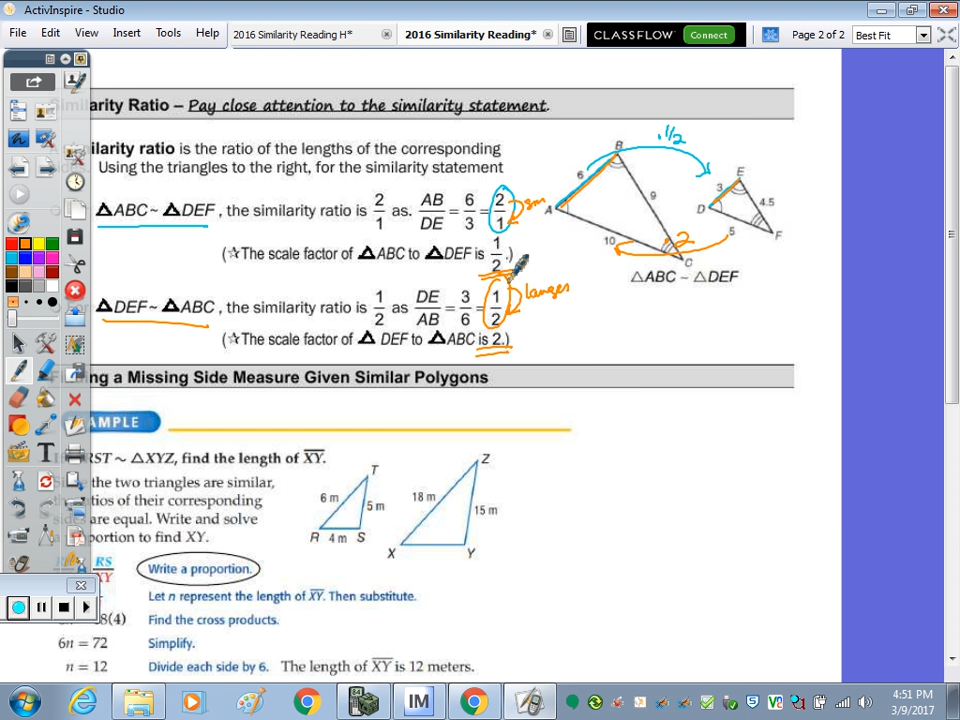 ActivInspire - Studio
File Edit View Insert Tools Help
2016 Similarity Reading H*
2016 Similarity Reading*
CLASSFLOW Connect
Page 2 of 2
Best Fit
Similarity Ratio – Pay close attention to the similarity statement.
ilarity ratio is the ratio of the lengths of the corresponding
Using the triangles to the right, for the similarity statement
△ABC ~ △DEF, the similarity ratio is 2/1 as. AB/DE = 6/3 = 2/1 sm
(☆The scale factor of △ABC to △DEF is 1/2.)
△DEF ~ △ABC, the similarity ratio is 1/2 as DE/AB = 3/6 = 1/2 larger
(☆The scale factor of △ DEF to △ABC is 2.)
B
.1/2
E
6
3
9
4.5
A
D
10
2
5
F
C
△ABC ~ △DEF
ng a Missing Side Measure Given Similar Polygons
AMPLE
RST ~ △XYZ, find the length of XY.
the two triangles are similar,
atios of their corresponding
are equal. Write and solve
portion to find XY.
T
6 m
5 m
R 4 m S
Z
18 m
15 m
X
Y
RS
XY
Write a proportion.
Let n represent the length of XY. Then substitute.
8(4) Find the cross products.
6n = 72 Simplify.
n = 12 Divide each side by 6. The length of XY is 12 meters.
IM
4:51 PM
3/9/2017